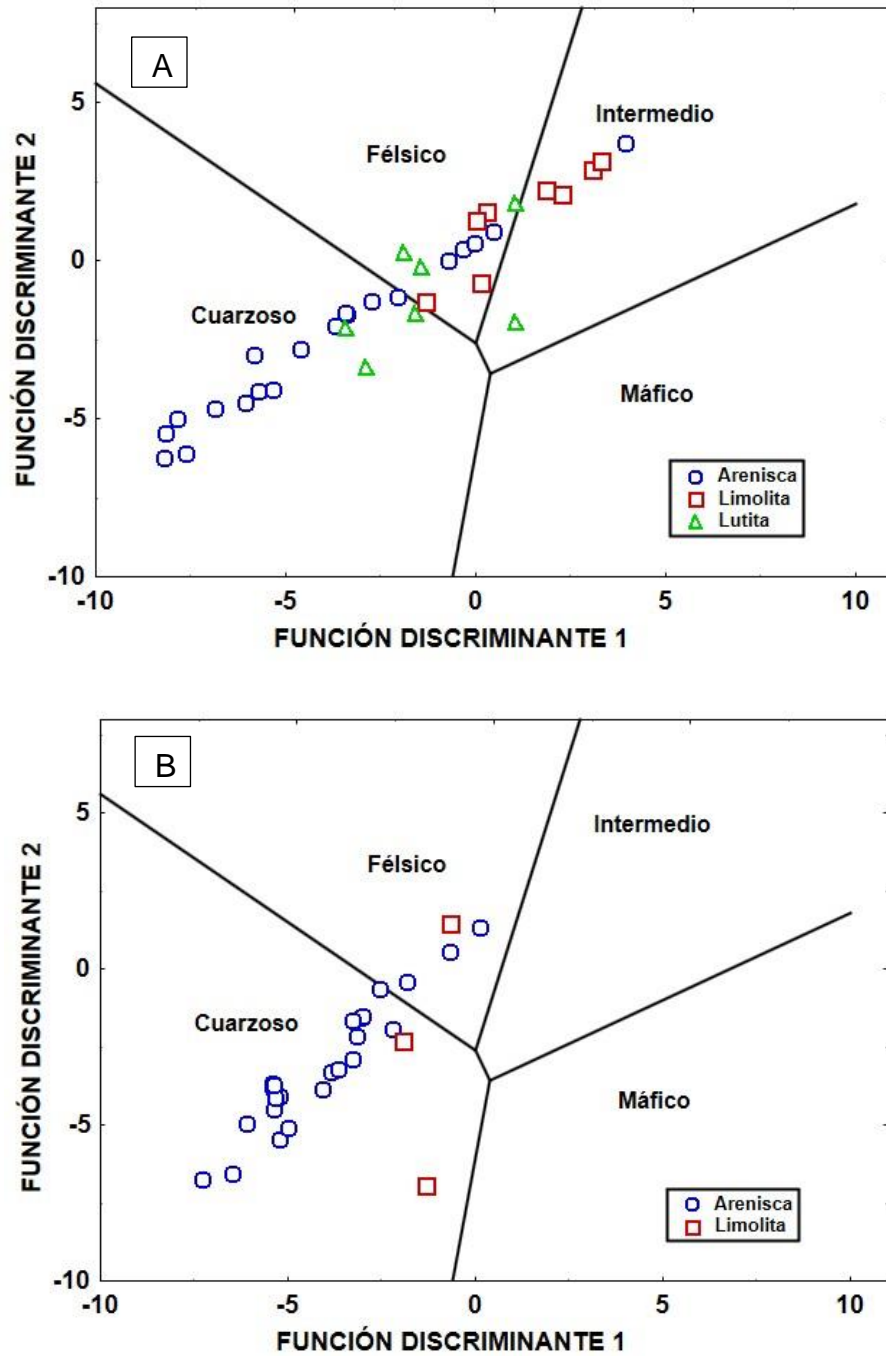 A
Intermedio
Félsico
Cuarzoso
Máfico
Arenisca
Limolita
Lutita
5
0
-5
-10
-10 -5 0 5 10
FUNCIÓN DISCRIMINANTE 2
FUNCIÓN DISCRIMINANTE 1
B
Intermedio
Félsico
Cuarzoso
Máfico
Arenisca
Limolita
5
0
-5
-10
-10 -5 0 5 10
FUNCIÓN DISCRIMINANTE 2
FUNCIÓN DISCRIMINANTE 1